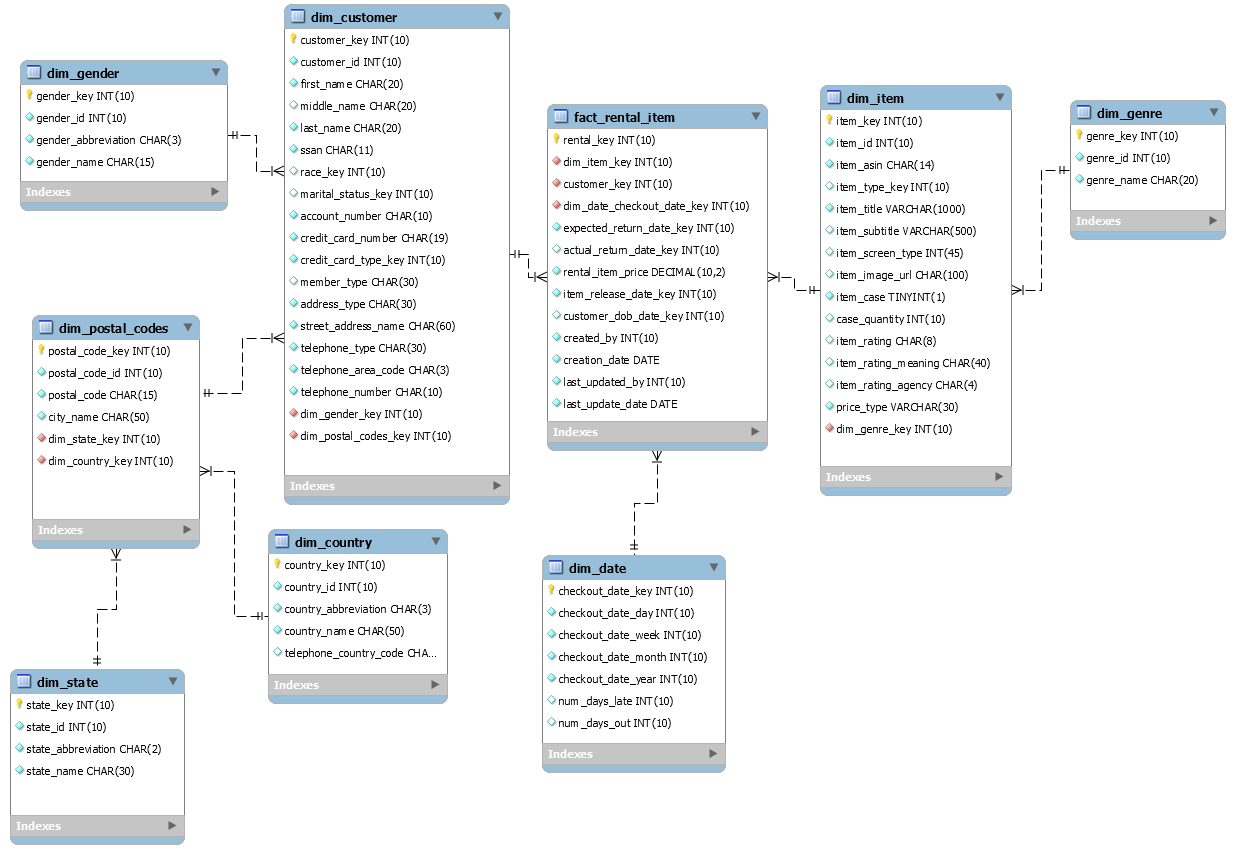 dim_gender
gender_key INT(10)
gender_id INT(10)
gender_abbreviation CHAR(3)
gender_name CHAR(15)
Indexes
dim_customer
customer_key INT(10)
customer_id INT(10)
first_name CHAR(20)
middle_name CHAR(20)
last_name CHAR(20)
ssan CHAR(11)
race_key INT(10)
marital_status_key INT(10)
account_number CHAR(10)
credit_card_number CHAR(19)
credit_card_type_key INT(10)
member_type CHAR(30)
address_type CHAR(30)
street_address_name CHAR(60)
telephone_type CHAR(30)
telephone_area_code CHAR(3)
telephone_number CHAR(10)
dim_gender_key INT(10)
dim_postal_codes_key INT(10)
Indexes
fact_rental_item
rental_key INT(10)
dim_item_key INT(10)
customer_key INT(10)
dim_date_checkout_date_key INT(10)
expected_return_date_key INT(10)
actual_return_date_key INT(10)
rental_item_price DECIMAL(10,2)
item_release_date_key INT(10)
customer_dob_date_key INT(10)
created_by INT(10)
creation_date DATE
last_updated_by INT(10)
last_update_date DATE
Indexes
dim_item
item_key INT(10)
item_id INT(10)
item_asin CHAR(14)
item_type_key INT(10)
item_title VARCHAR(1000)
item_subtitle VARCHAR(500)
item_screen_type INT(45)
item_image_url CHAR(100)
item_case TINYINT(1)
case_quantity INT(10)
item_rating CHAR(8)
item_rating_meaning CHAR(40)
item_rating_agency CHAR(4)
price_type VARCHAR(30)
dim_genre_key INT(10)
Indexes
dim_genre
genre_key INT(10)
genre_id INT(10)
genre_name CHAR(20)
Indexes
dim_postal_codes
postal_code_key INT(10)
postal_code_id INT(10)
postal_code CHAR(15)
city_name CHAR(50)
dim_state_key INT(10)
dim_country_key INT(10)
Indexes
dim_country
country_key INT(10)
country_id INT(10)
country_abbreviation CHAR(3)
country_name CHAR(50)
telephone_country_code CHA...
Indexes
dim_date
checkout_date_key INT(10)
checkout_date_day INT(10)
checkout_date_week INT(10)
checkout_date_month INT(10)
checkout_date_year INT(10)
num_days_late INT(10)
num_days_out INT(10)
Indexes
dim_state
state_key INT(10)
state_id INT(10)
state_abbreviation CHAR(2)
state_name CHAR(30)
Indexes